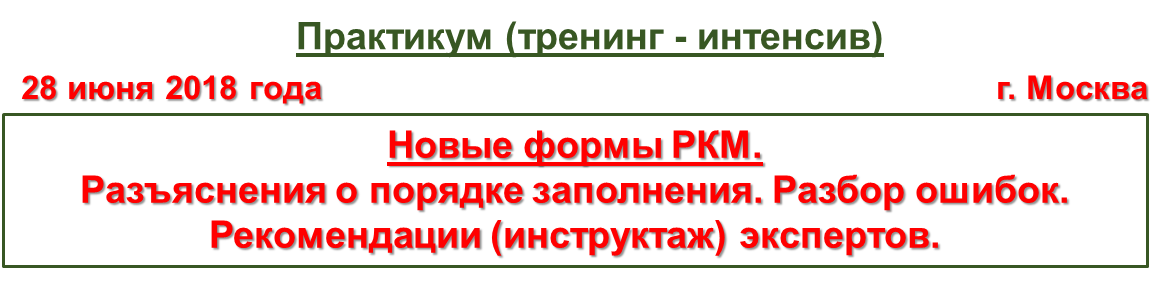 Практикум (тренинг - интенсив)
28 июня 2018 года г. Москва
Новые формы РКМ.
Разъяснения о порядке заполнения. Разбор ошибок.
Рекомендации (инструктаж) экспертов.